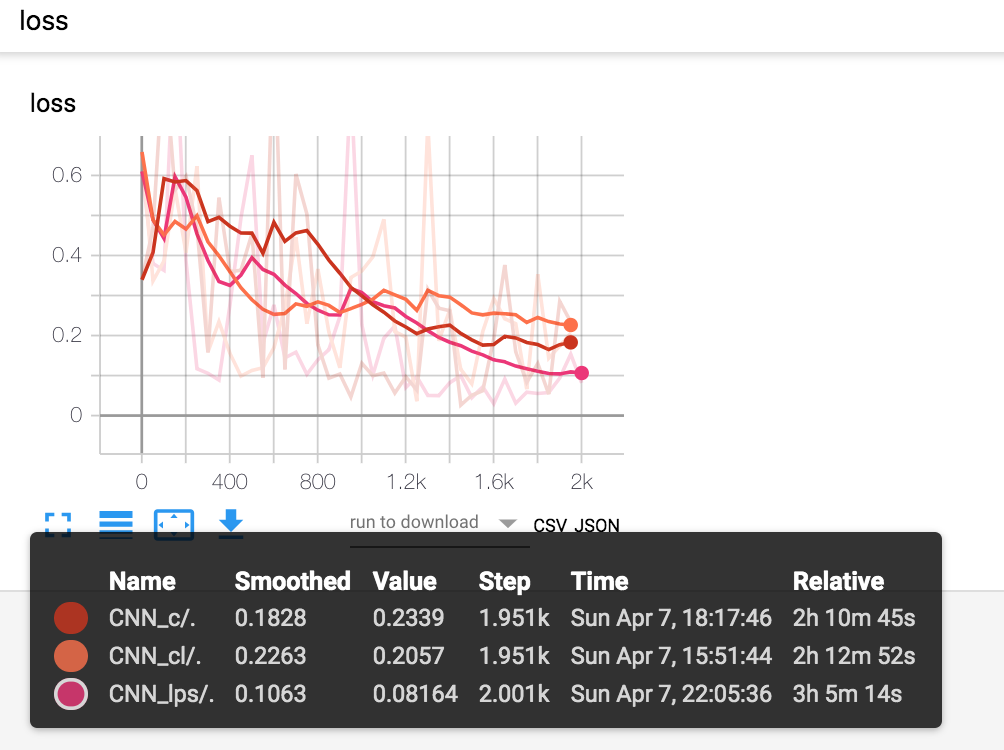 loss
loss
0.6
0.4
0.2
0
0 400 800 1.2k 1.6k 2k
run to download CSV JSON
Name Smoothed Value Step Time Relative
CNN_c/. 0.1828 0.2339 1.951k Sun Apr 7, 18:17:46 2h 10m 45s
CNN_cl/. 0.2263 0.2057 1.951k Sun Apr 7, 15:51:44 2h 12m 52s
CNN_lps/. 0.1063 0.08164 2.001k Sun Apr 7, 22:05:36 3h 5m 14s